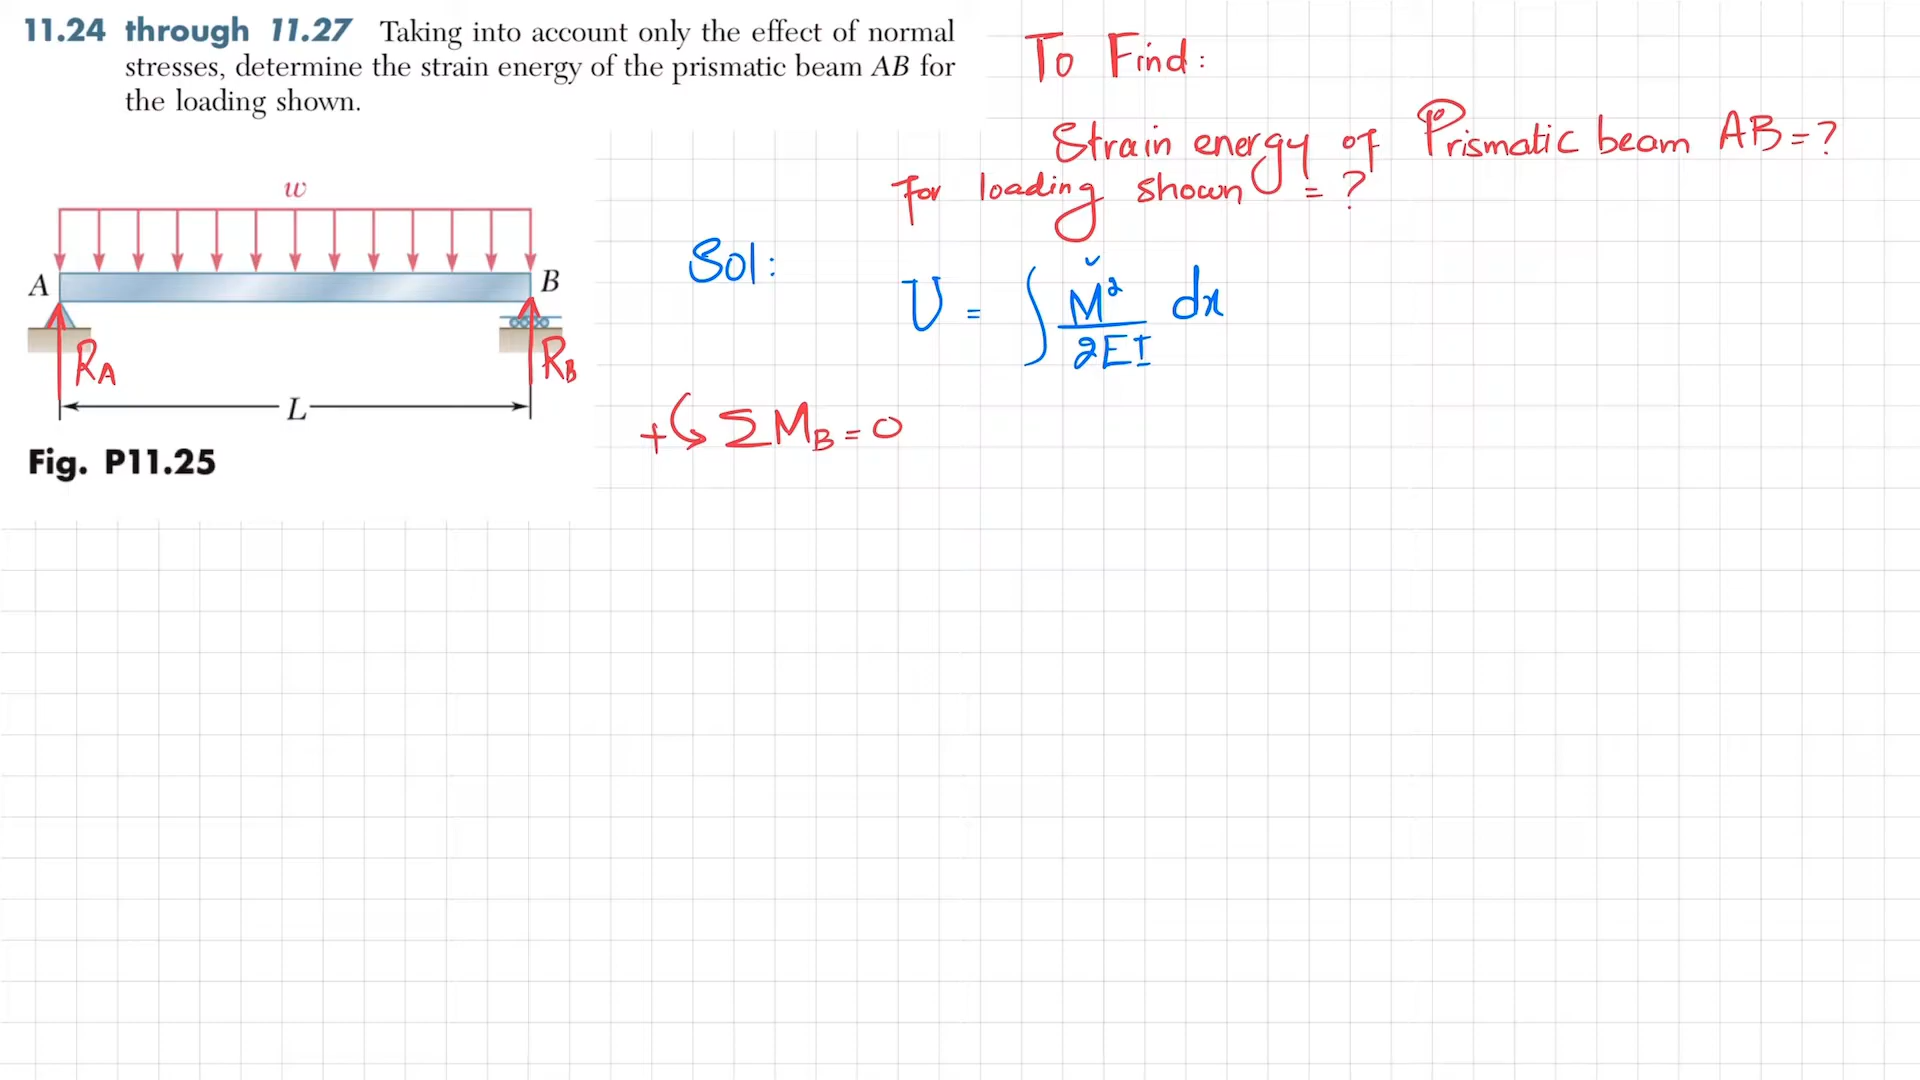 11.24 through 11.27 Taking into account only the effect of normal
stresses, determine the strain energy of the prismatic beam AB for
the loading shown.
w
A
B
RA
RB
L
Fig. P11.25
To Find:
Strain energy of Prismatic beam AB = ?
for loading shown = ?
Sol:
U = ∫ M² / 2EI dx
+ ΣMB = 0